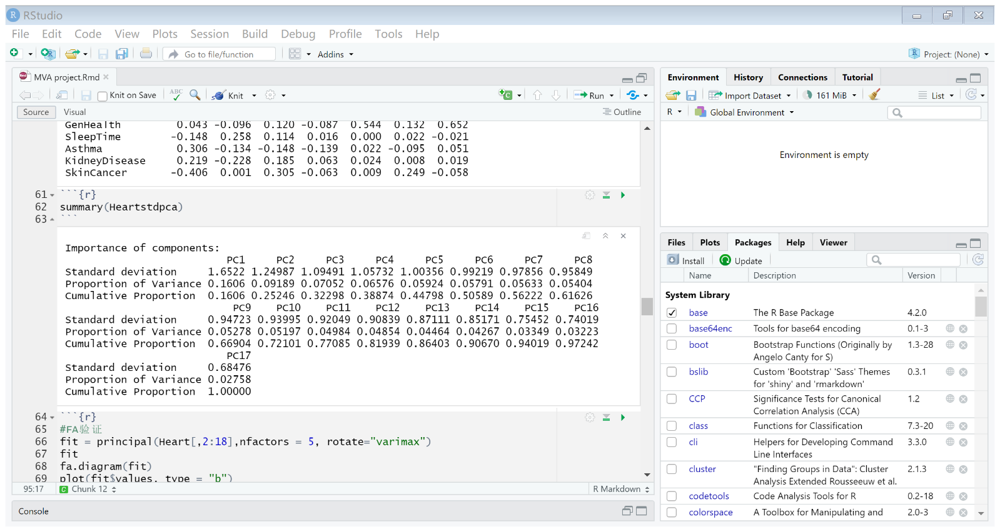 RStudio
File Edit Code View Plots Session Build Debug Profile Tools Help
Go to file/function Addins Project: (None)
MVA project.Rmd
Knit on Save ABC Knit Run
Source Visual Outline
GenHealth 0.043 -0.096 0.120 -0.087 0.544 0.132 0.652
SleepTime -0.148 0.258 0.114 0.016 0.000 0.022 -0.021
Asthma 0.306 -0.134 -0.148 -0.139 0.022 -0.095 0.051
KidneyDisease 0.219 -0.228 0.185 0.063 0.024 0.008 0.019
SkinCancer -0.406 0.001 0.305 -0.063 0.009 0.249 -0.058
61 ```{r}
62 summary(Heartstdpca)
63 ```
Importance of components:
PC1 PC2 PC3 PC4 PC5 PC6 PC7 PC8
Standard deviation 1.6522 1.24987 1.09491 1.05732 1.00356 0.99219 0.97856 0.95849
Proportion of Variance 0.1606 0.09189 0.07052 0.06576 0.05924 0.05791 0.05633 0.05404
Cumulative Proportion 0.1606 0.25246 0.32298 0.38874 0.44798 0.50589 0.56222 0.61626
PC9 PC10 PC11 PC12 PC13 PC14 PC15 PC16
Standard deviation 0.94723 0.93995 0.92049 0.90839 0.87111 0.85171 0.75452 0.74019
Proportion of Variance 0.05278 0.05197 0.04984 0.04854 0.04464 0.04267 0.03349 0.03223
Cumulative Proportion 0.66904 0.72101 0.77085 0.81939 0.86403 0.90670 0.94019 0.97242
PC17
Standard deviation 0.68476
Proportion of Variance 0.02758
Cumulative Proportion 1.00000
64 ```{r}
65 #FA验证
66 fit = principal(Heart[,2:18],nfactors = 5, rotate="varimax")
67 fit
68 fa.diagram(fit)
69 plot(fit$values, type = "b")
95:17 Chunk 12 R Markdown
Console
Environment History Connections Tutorial
Import Dataset 161 MiB List
R Global Environment
Environment is empty
Files Plots Packages Help Viewer
Install Update
Name Description Version
System Library
base The R Base Package 4.2.0
base64enc Tools for base64 encoding 0.1-3
boot Bootstrap Functions (Originally by 1.3-28
Angelo Canty for S)
bslib Custom 'Bootstrap' 'Sass' Themes 0.3.1
for 'shiny' and 'rmarkdown'
CCP Significance Tests for Canonical 1.2
Correlation Analysis (CCA)
class Functions for Classification 7.3-20
cli Helpers for Developing Command 3.3.0
Line Interfaces
cluster "Finding Groups in Data": Cluster 2.1.3
Analysis Extended Rousseeuw et al.
codetools Code Analysis Tools for R 0.2-18
colorspace A Toolbox for Manipulating and 2.0-3